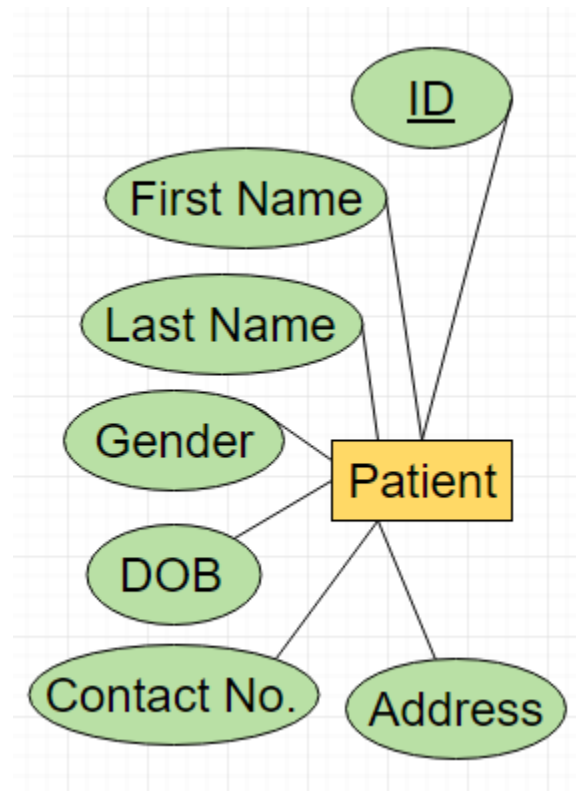 ID
First Name
Last Name
Gender
Patient
DOB
Contact No.
Address